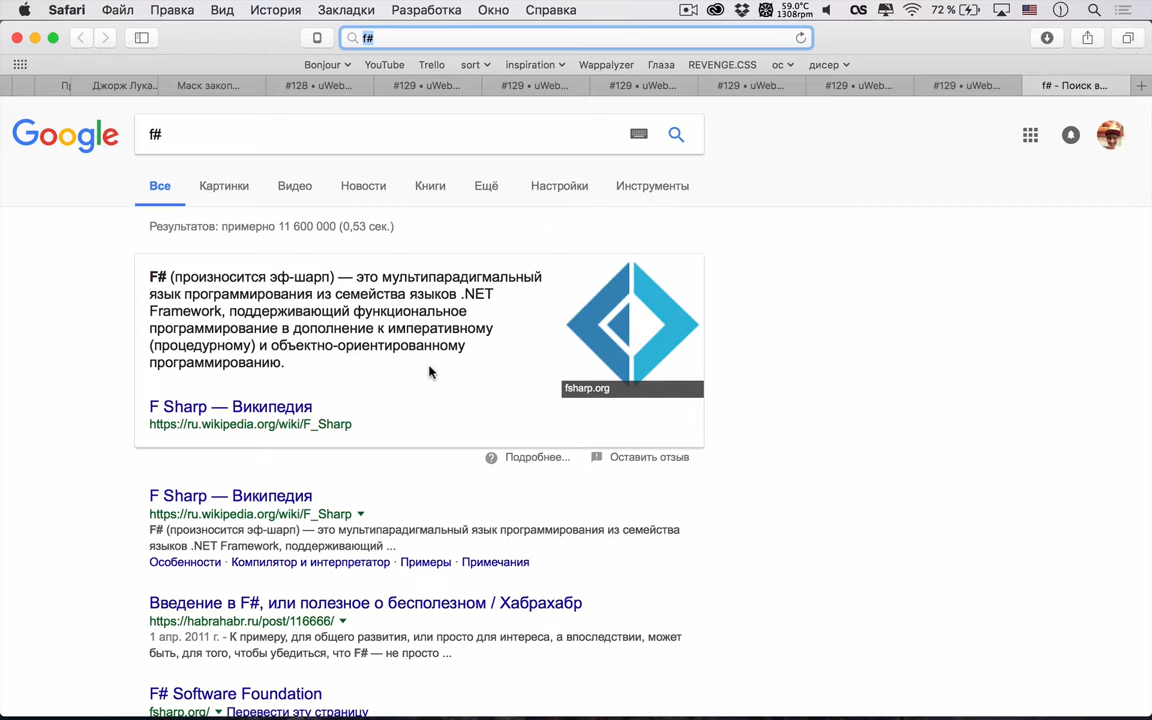 Safari Файл Правка Вид История Закладки Разработка Окно Справка 59.0°C 1308rpm OS 72 %
f#
Bonjour YouTube Trello sort inspiration Wappalyzer Глаза REVENGE.CSS ос дисер
Джорж Лука... Маск закоп... #128 • uWeb... #129 • uWeb... #129 • uWeb... #129 • uWeb... #129 • uWeb... #129 • uWeb... #129 • uWeb... f# - Поиск в...
Google f#
Все Картинки Видео Новости Книги Ещё Настройки Инструменты
Результатов: примерно 11 600 000 (0,53 сек.)
F# (произносится эф-шарп) — это мультипарадигмальный
язык программирования из семейства языков .NET
Framework, поддерживающий функциональное
программирование в дополнение к императивному
(процедурному) и объектно-ориентированному
программированию.
fsharp.org
F Sharp — Википедия
https://ru.wikipedia.org/wiki/F_Sharp
Подробнее... Оставить отзыв
F Sharp — Википедия
https://ru.wikipedia.org/wiki/F_Sharp
F# (произносится эф-шарп) — это мультипарадигмальный язык программирования из семейства
языков .NET Framework, поддерживающий ...
Особенности · Компилятор и интерпретатор · Примеры · Примечания
Введение в F#, или полезное о бесполезном / Хабрахабр
https://habrahabr.ru/post/116666/
1 апр. 2011 г. - К примеру, для общего развития, или просто для интереса, а впоследствии, может
быть, для того, чтобы убедиться, что F# — не просто ...
F# Software Foundation
fsharp.org/ Перевести эту страницу